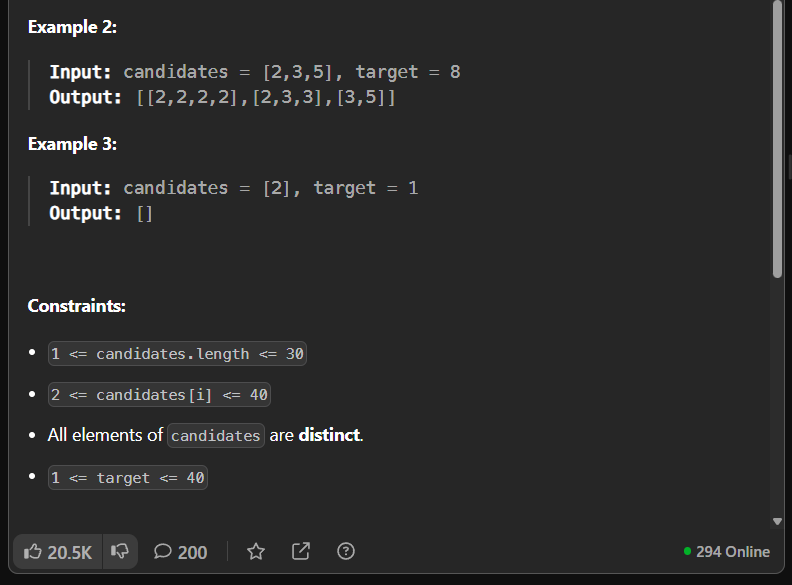 Example 2:
Input: candidates = [2,3,5], target = 8
Output: [[2,2,2,2],[2,3,3],[3,5]]
Example 3:
Input: candidates = [2], target = 1
Output: []
Constraints:
• 1 <= candidates.length <= 30
• 2 <= candidates[i] <= 40
• All elements of candidates are distinct.
• 1 <= target <= 40
20.5K 200 294 Online